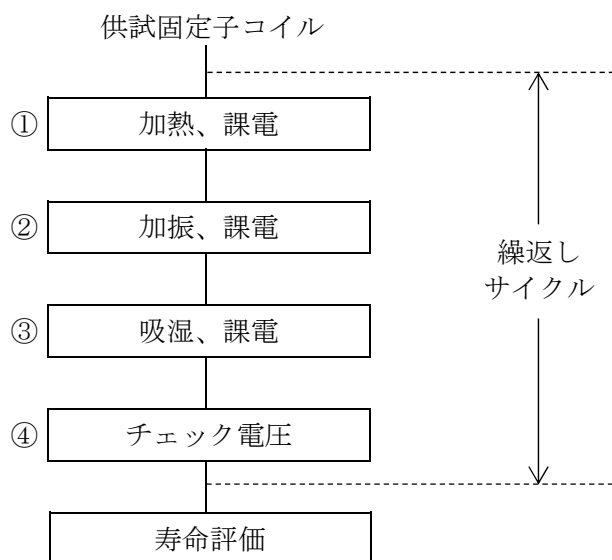 供試固定子コイル
① 加熱、課電
② 加振、課電
繰返し
サイクル
③ 吸湿、課電
④ チェック電圧
寿命評価